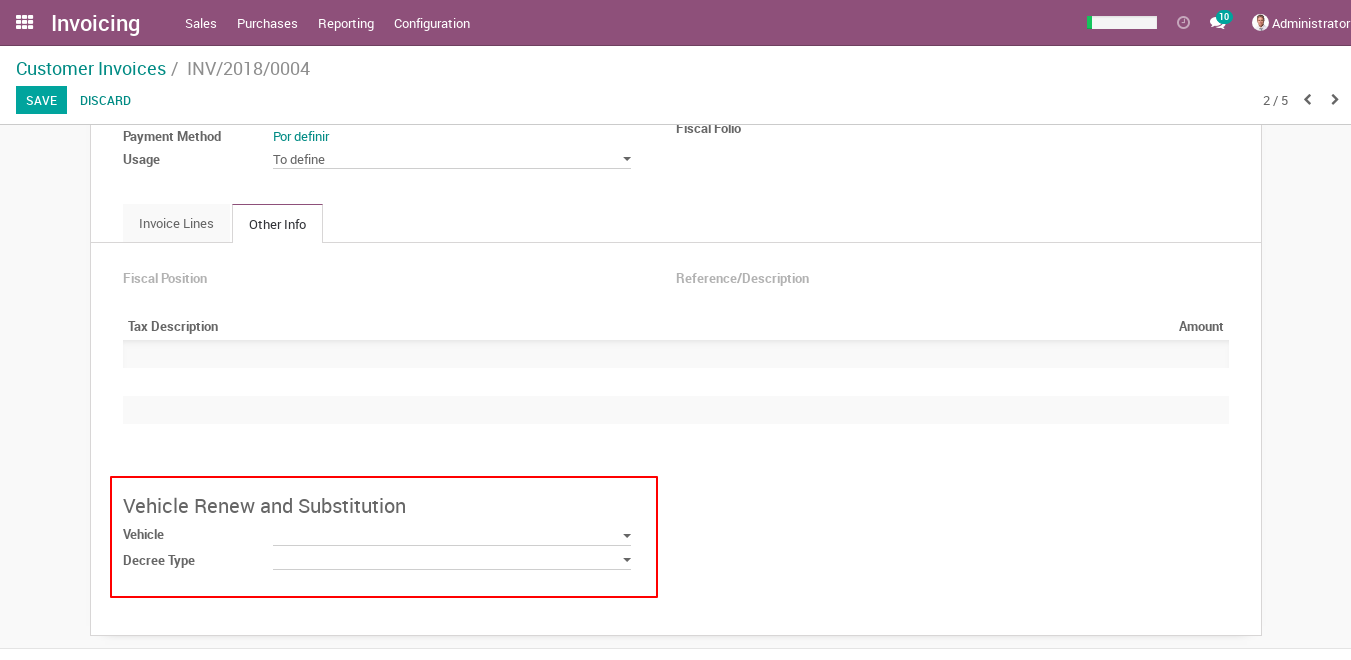 Invoicing Sales Purchases Reporting Configuration 10 Administrator
Customer Invoices / INV/2018/0004
SAVE DISCARD 2 / 5
Payment Method Por definir Fiscal Folio
Usage To define
Invoice Lines Other Info
Fiscal Position Reference/Description
Tax Description Amount
Vehicle Renew and Substitution
Vehicle
Decree Type